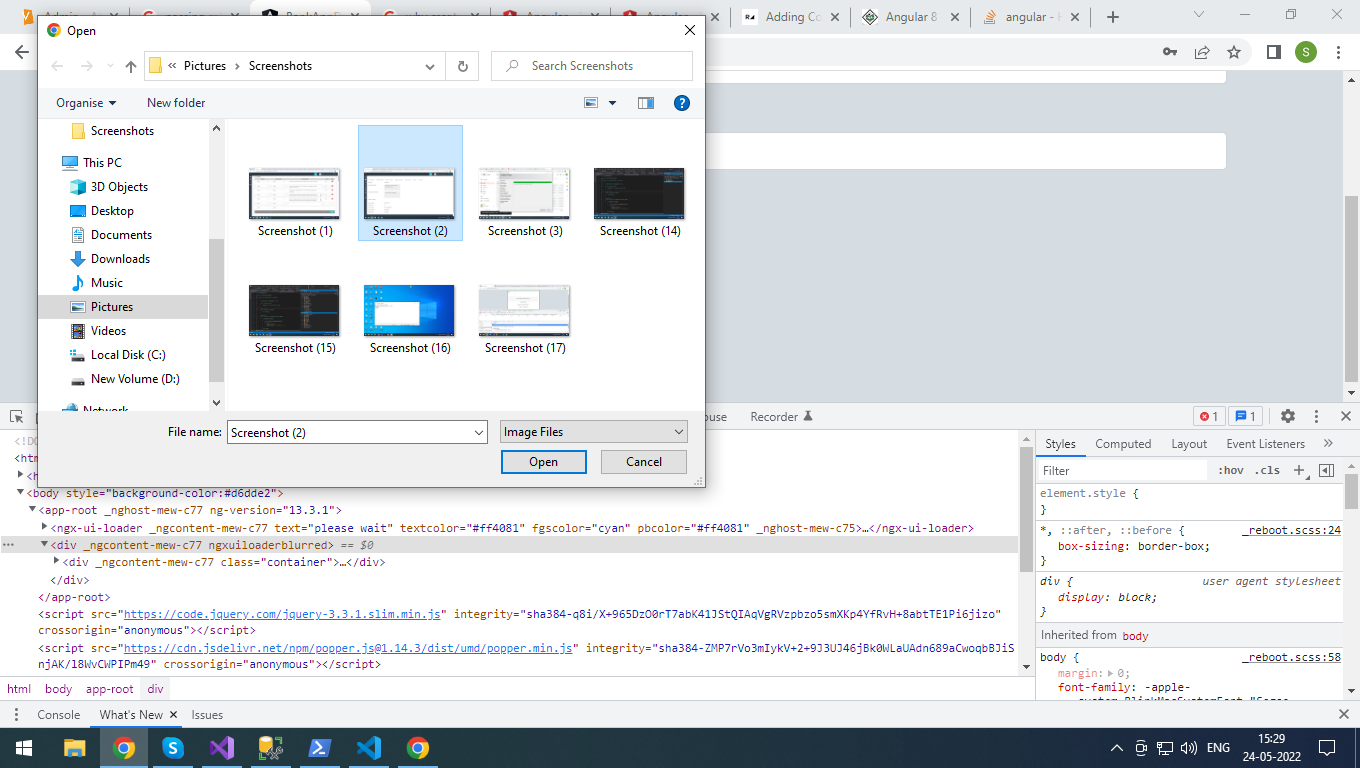 Open
Adding Co
Angular 8
angular - H
Pictures
Screenshots
Search Screenshots
S
Organise
New folder
Screenshots
This PC
3D Objects
Desktop
Documents
Downloads
Music
Pictures
Videos
Local Disk (C:)
New Volume (D:)
Network
Screenshot (1)
Screenshot (2)
Screenshot (3)
Screenshot (14)
Screenshot (15)
Screenshot (16)
Screenshot (17)
File name:
Screenshot (2)
Image Files
Open
Cancel
Recorder
1
1
<body style="background-color:#d6dde2">
<app-root _nghost-mew-c77 ng-version="13.3.1">
<ngx-ui-loader _ngcontent-mew-c77 text="please wait" textcolor="#ff4081" fgscolor="cyan" pbcolor="#ff4081" _nghost-mew-c75>…</ngx-ui-loader>
<div _ngcontent-mew-c77 ngxuiloaderblurred> == $0
<div _ngcontent-mew-c77 class="container">…</div>
</div>
</app-root>
<script src="https://code.jquery.com/jquery-3.3.1.slim.min.js" integrity="sha384-q8i/X+965DzO0rT7abK41JStQIAqVgRVzpbzo5smXKp4YfRvH+8abtTE1Pi6jizo"
crossorigin="anonymous"></script>
<script src="https://cdn.jsdelivr.net/npm/popper.js@1.14.3/dist/umd/popper.min.js" integrity="sha384-ZMP7rVo3mIykV+2+9J3UJ46jBk0WLaUAdn689aCwoqbBJiS
njAK/l8WvCWPIPm49" crossorigin="anonymous"></script>
html body app-root div
Styles
Computed
Layout
Event Listeners
Filter
:hov .cls
element.style {
}
*, ::after, ::before {
_reboot.scss:24
box-sizing: border-box;
}
div {
user agent stylesheet
display: block;
}
Inherited from body
body {
_reboot.scss:58
margin: 0;
font-family: -apple-
Console
What's New
Issues
ENG
15:29
24-05-2022